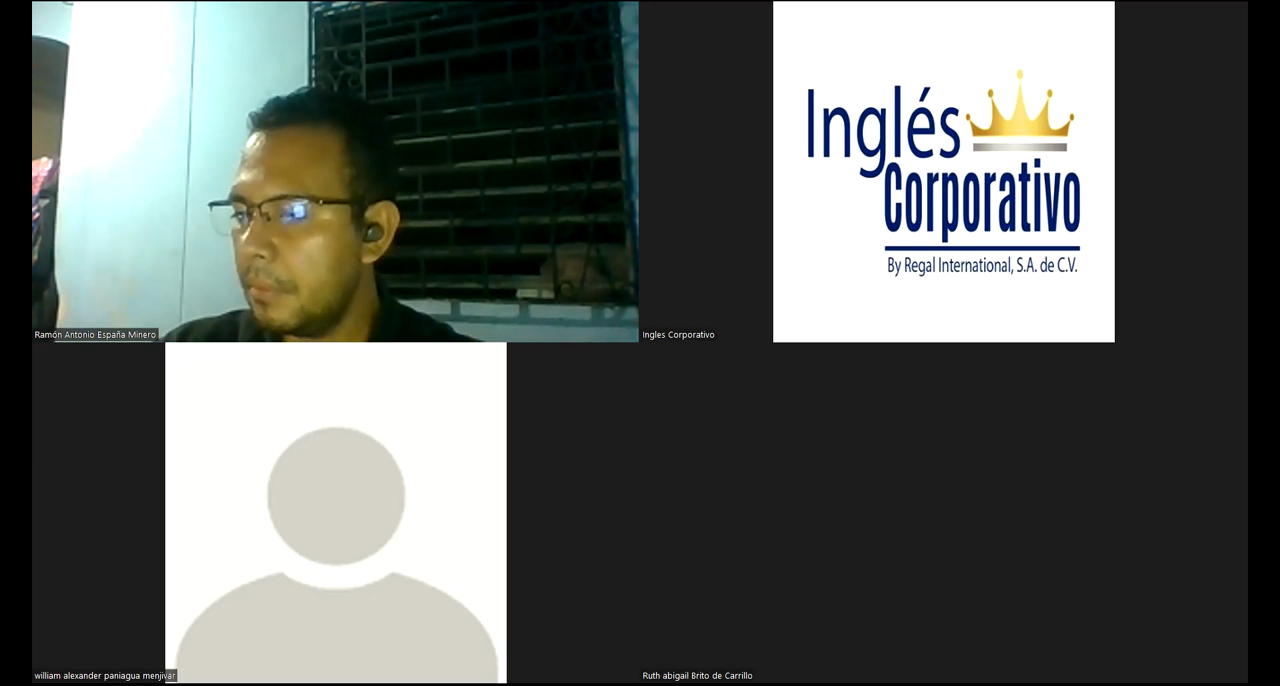 Inglés
Corporativo
By Regal International, S.A. de C.V.
Ramón Antonio España Minero
Ingles Corporativo
william alexander paniagua menjivar
Ruth abigail Brito de Carrillo